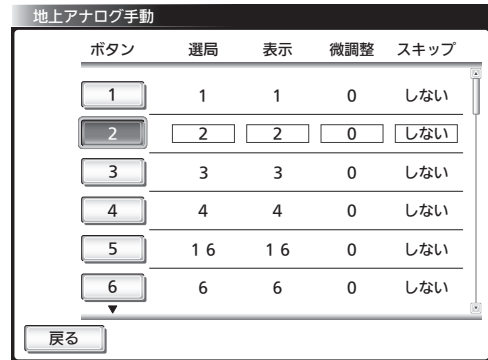 地上アナログ手動
ボタン 選局 表示 微調整 スキップ
1 1 1 0 しない
2 2 2 0 しない
3 3 3 0 しない
4 4 4 0 しない
5 16 16 0 しない
6 6 6 0 しない
戻る